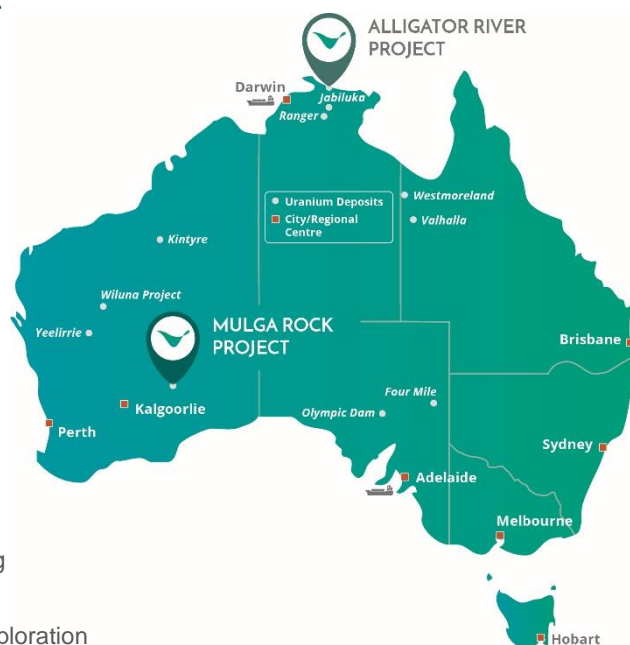 ALLIGATOR RIVER
PROJECT
Darwin
Jabiluka
Ranger
Uranium Deposits
City/Regional
Centre
Westmoreland
Valhalla
Kintyre
Wiluna Project
Yeelirrie
MULGA ROCK
PROJECT
Brisbane
Four Mile
Kalgoorlie
Olympic Dam
Perth
Sydney
Adelaide
Melbourne
Hobart